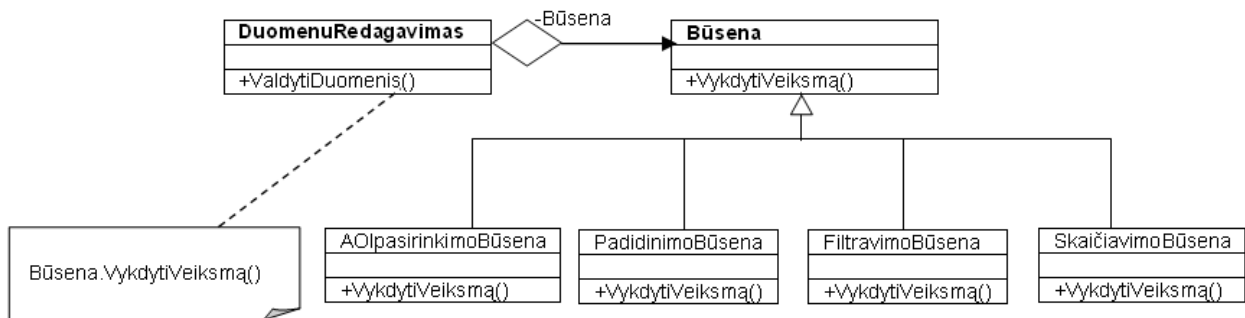 DuomenuRedagavimas
+ValdytiDuomenis()
-Būsena
Būsena
+VykdytiVeiksmą()
Būsena.VykdytiVeiksmą()
AOIpasirinkimoBūsena
+VykdytiVeiksmą()
PadidinimoBūsena
+VykdytiVeiksmą()
FiltravimoBūsena
+VykdytiVeiksmą()
SkaičiavimoBūsena
+VykdytiVeiksmą()